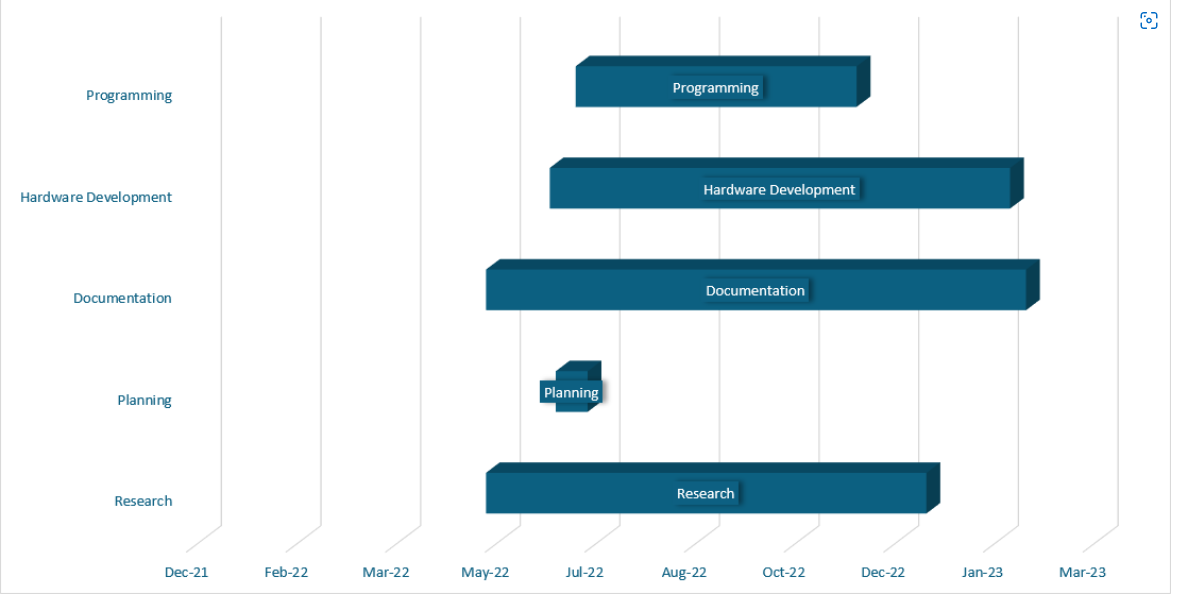 Programming
Programming
Hardware Development
Hardware Development
Documentation
Documentation
Planning
Planning
Research
Research
Dec-21 Feb-22 Mar-22 May-22 Jul-22 Aug-22 Oct-22 Dec-22 Jan-23 Mar-23